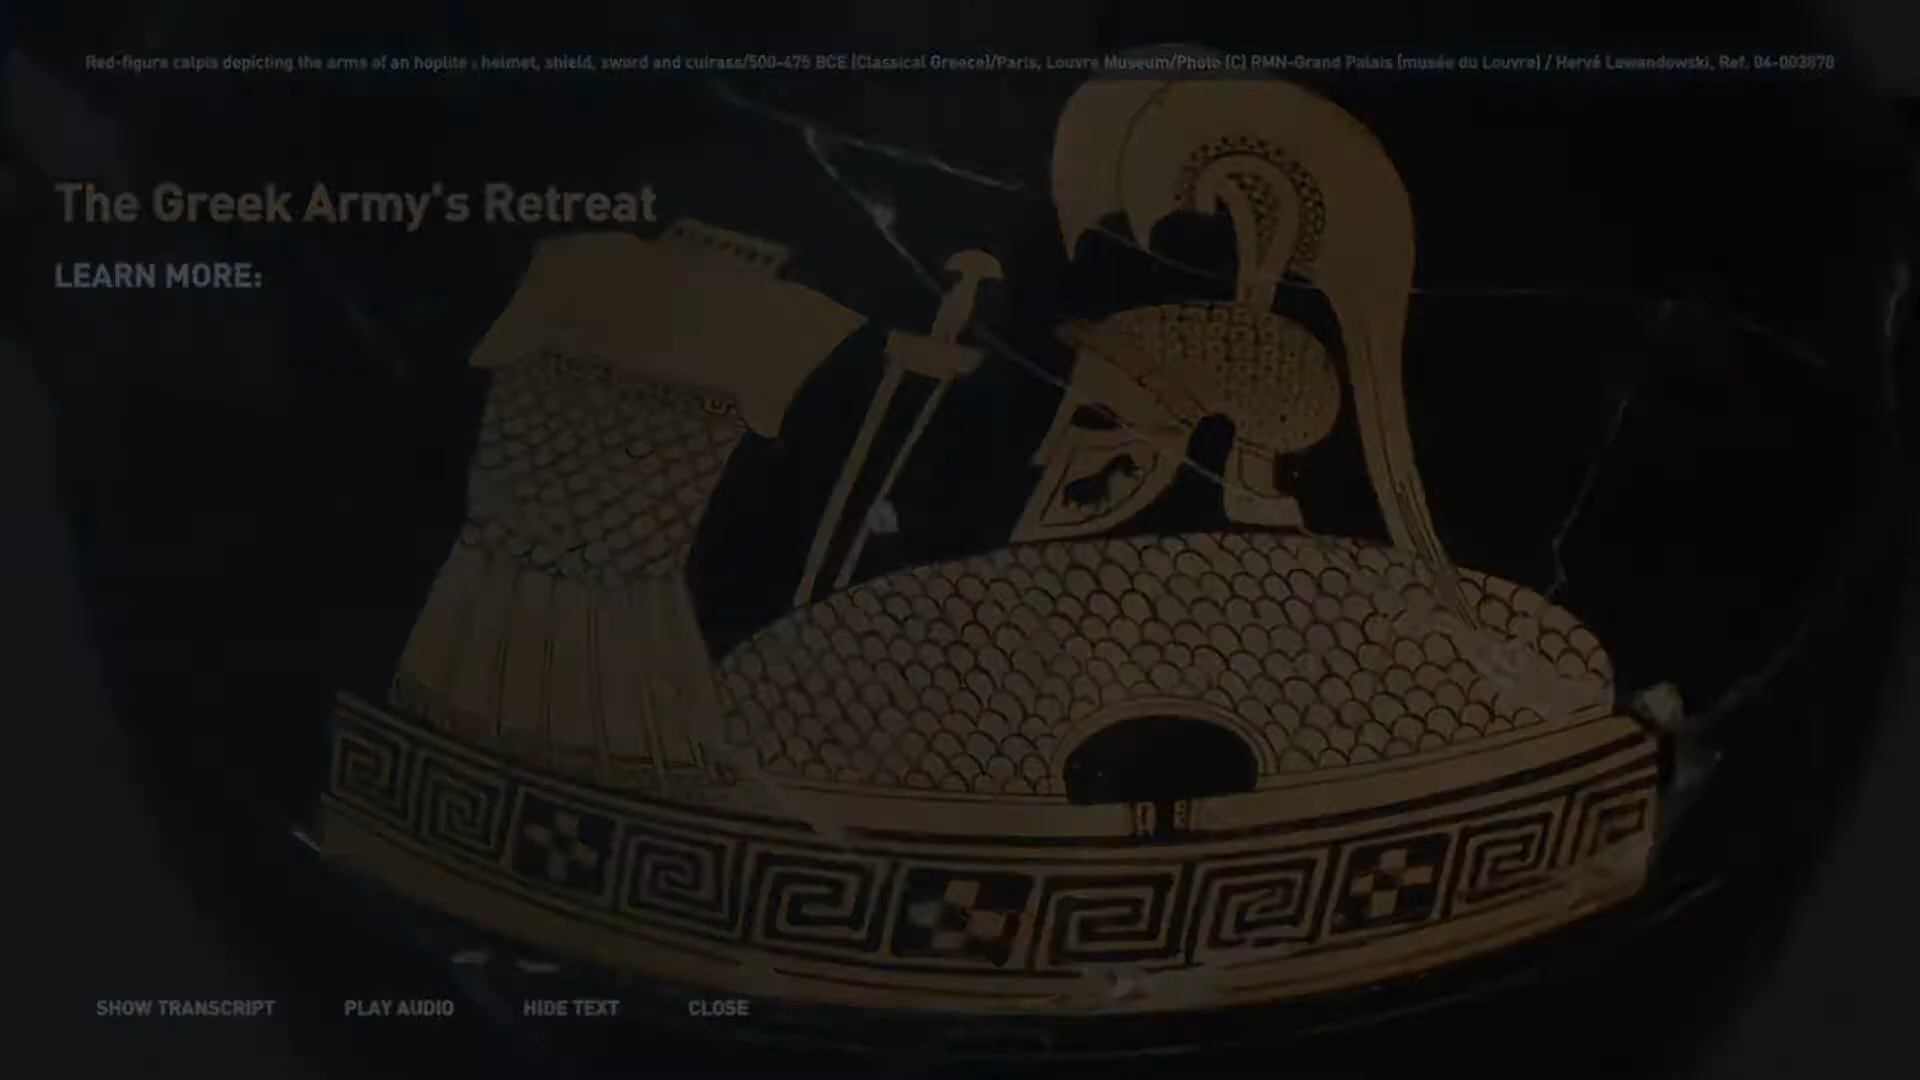 Red-figure calpis depicting the arms of an hoplite : helmet, shield, sword and cuirass/500-475 BCE (Classical Greece)/Paris, Louvre Museum/Photo (C) RMN-Grand Palais (musée du Louvre) / Hervé Lewandowski, Ref. 04-003870
The Greek Army's Retreat
LEARN MORE:
SHOW TRANSCRIPT
PLAY AUDIO
HIDE TEXT
CLOSE